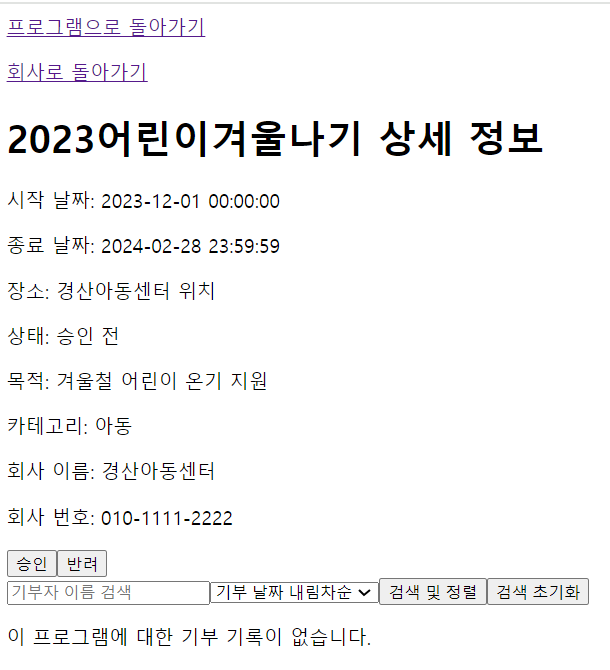 프로그램으로 돌아가기
회사로 돌아가기
2023어린이겨울나기 상세 정보
시작 날짜: 2023-12-01 00:00:00
종료 날짜: 2024-02-28 23:59:59
장소: 경산아동센터 위치
상태: 승인 전
목적: 겨울철 어린이 온기 지원
카테고리: 아동
회사 이름: 경산아동센터
회사 번호: 010-1111-2222
승인 반려
기부자 이름 검색 기부 날짜 내림차순 검색 및 정렬 검색 초기화
이 프로그램에 대한 기부 기록이 없습니다.